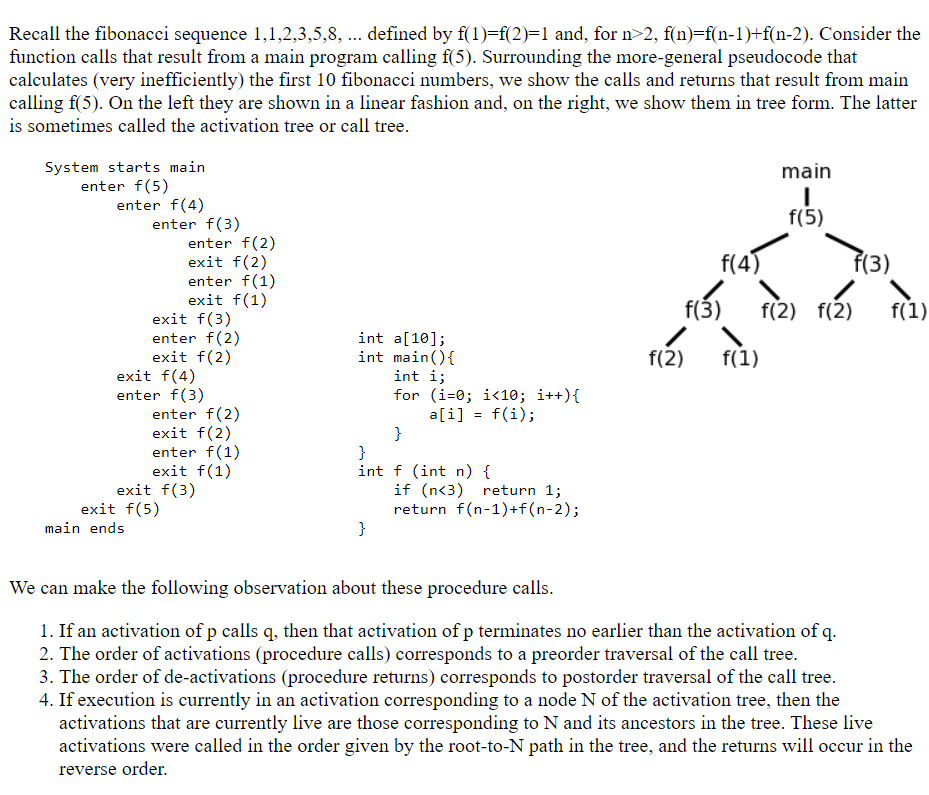 Recall the fibonacci sequence 1,1,2,3,5,8, ... defined by f(1)=f(2)=1 and, for n>2, f(n)=f(n-1)+f(n-2). Consider the
function calls that result from a main program calling f(5). Surrounding the more-general pseudocode that
calculates (very inefficiently) the first 10 fibonacci numbers, we show the calls and returns that result from main
calling f(5). On the left they are shown in a linear fashion and, on the right, we show them in tree form. The latter
is sometimes called the activation tree or call tree.
System starts main
enter f(5)
enter f(4)
enter f(3)
enter f(2)
exit f(2)
enter f(1)
exit f(1)
exit f(3)
enter f(2)
exit f(2)
exit f(4)
enter f(3)
enter f(2)
exit f(2)
enter f(1)
exit f(1)
exit f(3)
exit f(5)
main ends
int a[10];
int main(){
int i;
for (i=0; i<10; i++){
a[i] = f(i);
}
}
int f (int n) {
if (n<3)  return 1;
return f(n-1)+f(n-2);
}
main
f(5)
f(4) f(3)
f(3) f(2) f(2) f(1)
f(2) f(1)
We can make the following observation about these procedure calls.
1. If an activation of p calls q, then that activation of p terminates no earlier than the activation of q.
2. The order of activations (procedure calls) corresponds to a preorder traversal of the call tree.
3. The order of de-activations (procedure returns) corresponds to postorder traversal of the call tree.
4. If execution is currently in an activation corresponding to a node N of the activation tree, then the
activations that are currently live are those corresponding to N and its ancestors in the tree. These live
activations were called in the order given by the root-to-N path in the tree, and the returns will occur in the
reverse order.